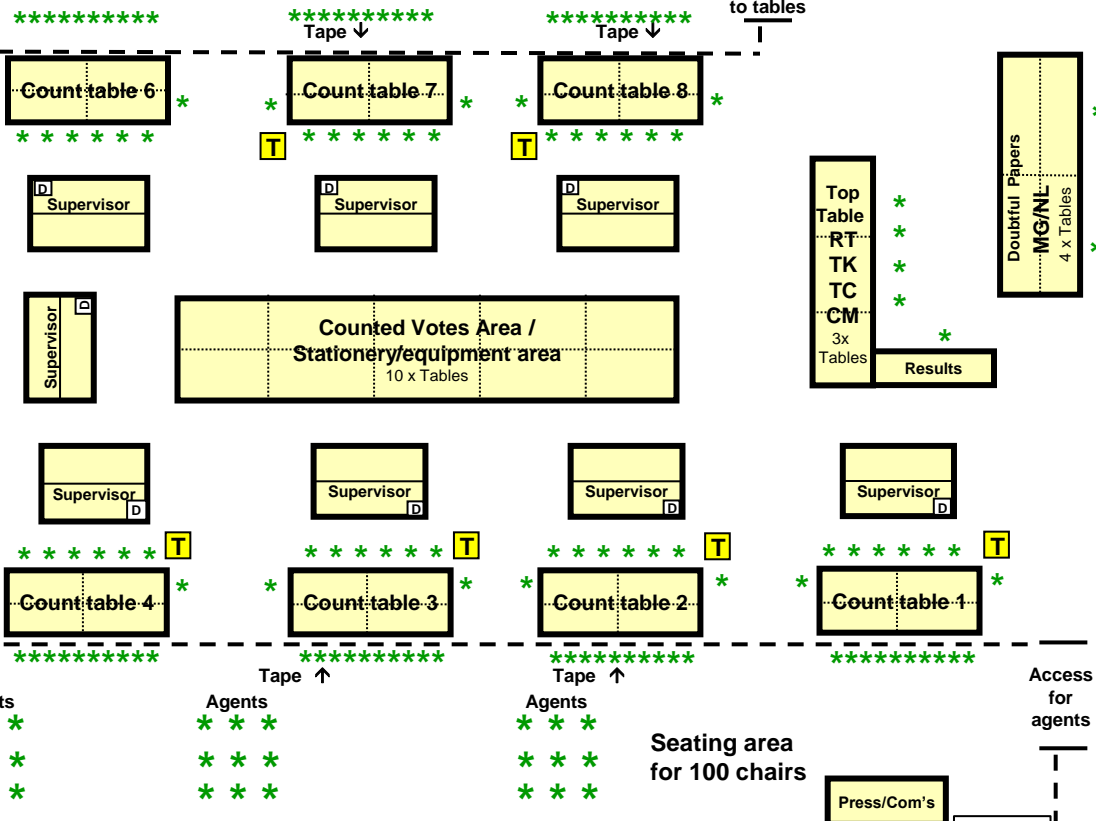 to tables
**********
**********
**********
Tape ↓
Tape ↓
Count table 6
Count table 7
Count table 8
*
*
*
*
*
* * * * * *
* * * * * *
* * * * * *
T
T
D
Supervisor
D
Supervisor
D
Supervisor
Top
Table
RT
TK
TC
CM
3x
Tables
*
*
*
*
*
Results
Doubtful Papers
MG/NL
4 x Tables
*
*
Supervisor
D
Counted Votes Area /
Stationery/equipment area
10 x Tables
Supervisor
D
Supervisor
D
Supervisor
D
Supervisor
D
* * * * * *
T
* * * * * *
T
* * * * * *
T
* * * * * *
T
Count table 4
*
*
Count table 3
*
*
Count table 2
*
*
Count table 1
*
**********
**********
**********
**********
Tape ↑
Tape ↑
Access
for
agents
ts
Agents
Agents
*
* * *
* * *
*
* * *
* * *
*
* * *
* * *
Seating area
for 100 chairs
Press/Com's